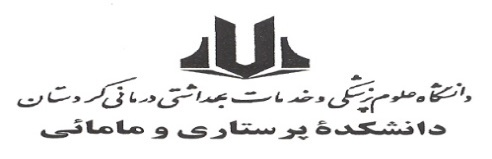 دانشگاه علوم پزشکی و خدمات بهداشتی درمانی کردستان
دانشکدهٔ پرستاری و مامائی